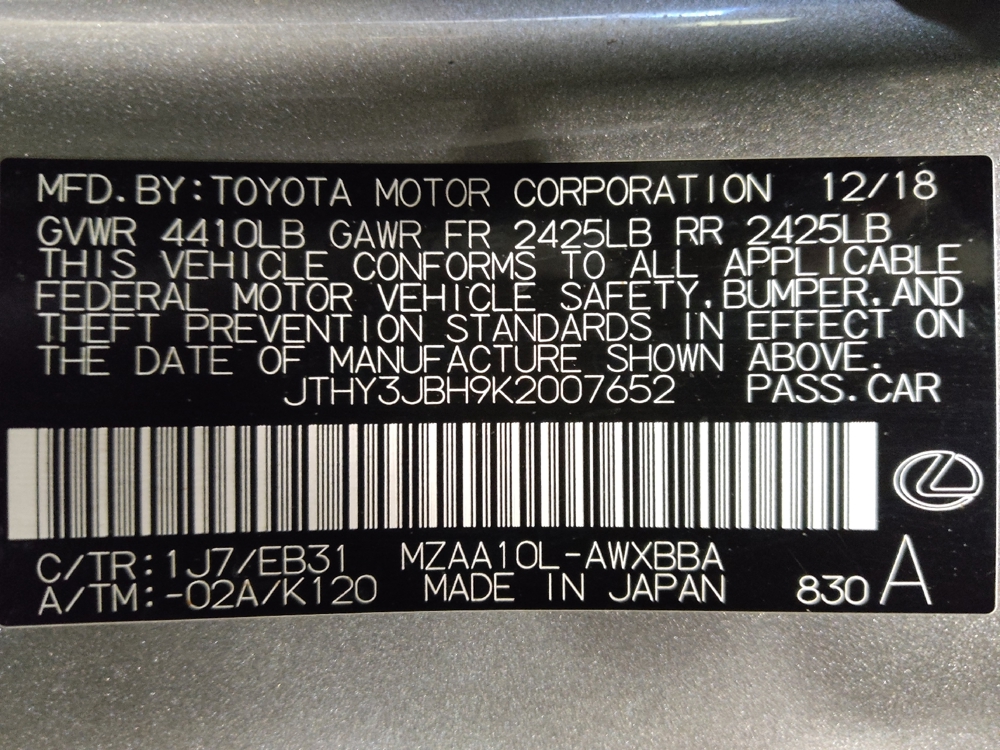 MFD. BY: TOYOTA MOTOR CORPORATION 12/18
GVWR 4410LB GAWR FR 2425LB RR 2425LB
THIS VEHICLE CONFORMS TO ALL APPLICABLE
FEDERAL MOTOR VEHICLE SAFETY, BUMPER, AND
THEFT PREVENTION STANDARDS IN EFFECT ON
THE DATE OF MANUFACTURE SHOWN ABOVE.
JTHY3JBH9K2007652 PASS. CAR
C/TR: 1J7/EB31 MZAA10L-AWXBBA
A/TM: -02A/K120 MADE IN JAPAN 830 A